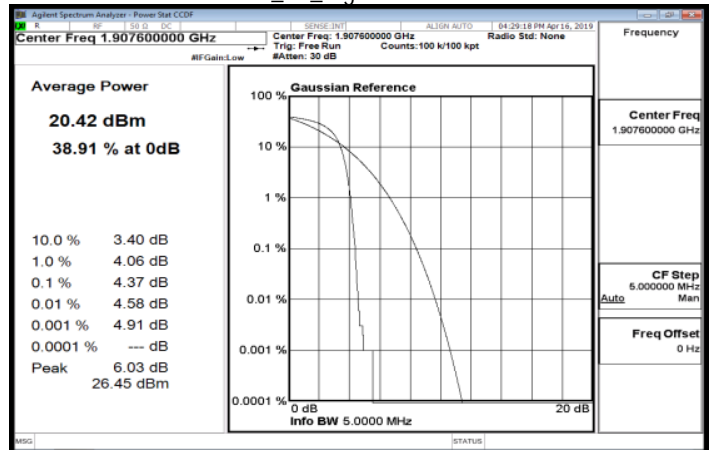 Agilent Spectrum Analyzer - Power Stat CCDF
R RF 50 Ω DC SENSE:INT ALIGN AUTO 04:29:18 PM Apr 16, 2019
Center Freq 1.907600000 GHz Center Freq: 1.907600000 GHz Radio Std: None Frequency
Trig: Free Run Counts:100 k/100 kpt
#IFGain:Low #Atten: 30 dB
Average Power
20.42 dBm
38.91 % at 0dB
10.0 % 3.40 dB
1.0 % 4.06 dB
0.1 % 4.37 dB
0.01 % 4.58 dB
0.001 % 4.91 dB
0.0001 % --- dB
Peak 6.03 dB
26.45 dBm
Gaussian Reference
100 %
10 %
1 %
0.1 %
0.01 %
0.001 %
0.0001 %
0 dB 20 dB
Info BW 5.0000 MHz
Center Freq
1.907600000 GHz
CF Step
5.000000 MHz
Auto Man
Freq Offset
0 Hz
MSG STATUS